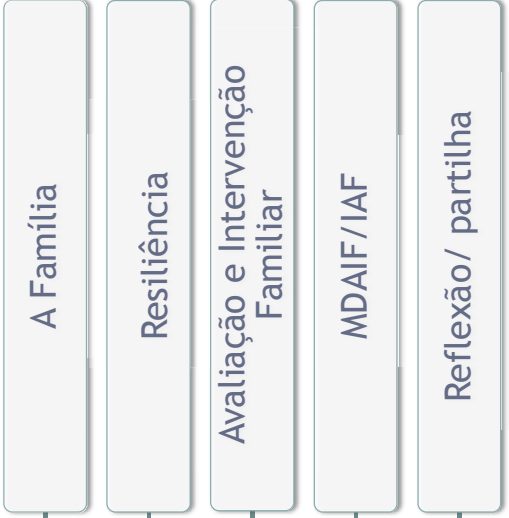 A Família
Resiliência
Avaliação e Intervenção
Familiar
MDAIF/IAF
Reflexão/ partilha